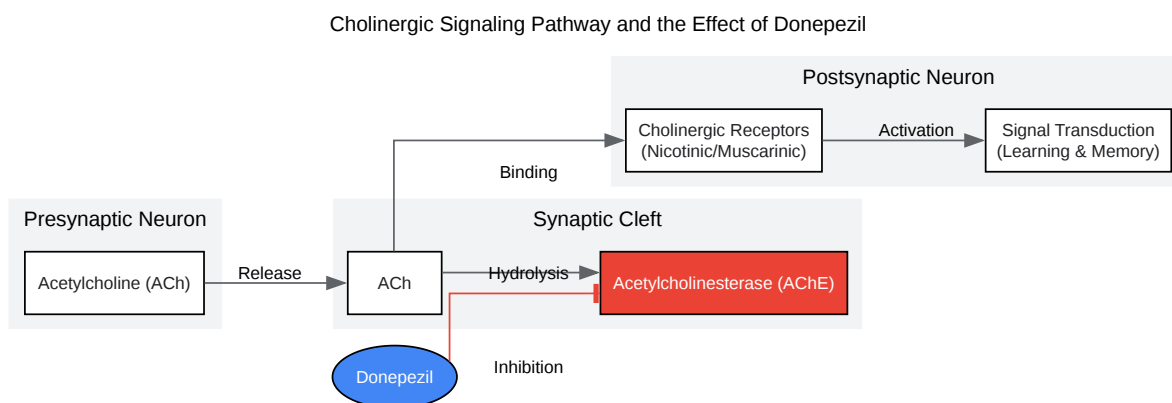 Cholinergic Signaling Pathway and the Effect of Donepezil
Postsynaptic Neuron
Cholinergic Receptors
(Nicotinic/Muscarinic)
Activation
Signal Transduction
(Learning & Memory)
Binding
Presynaptic Neuron
Acetylcholine (ACh)
Release
Synaptic Cleft
ACh
Hydrolysis
Acetylcholinesterase (AChE)
Donepezil
Inhibition